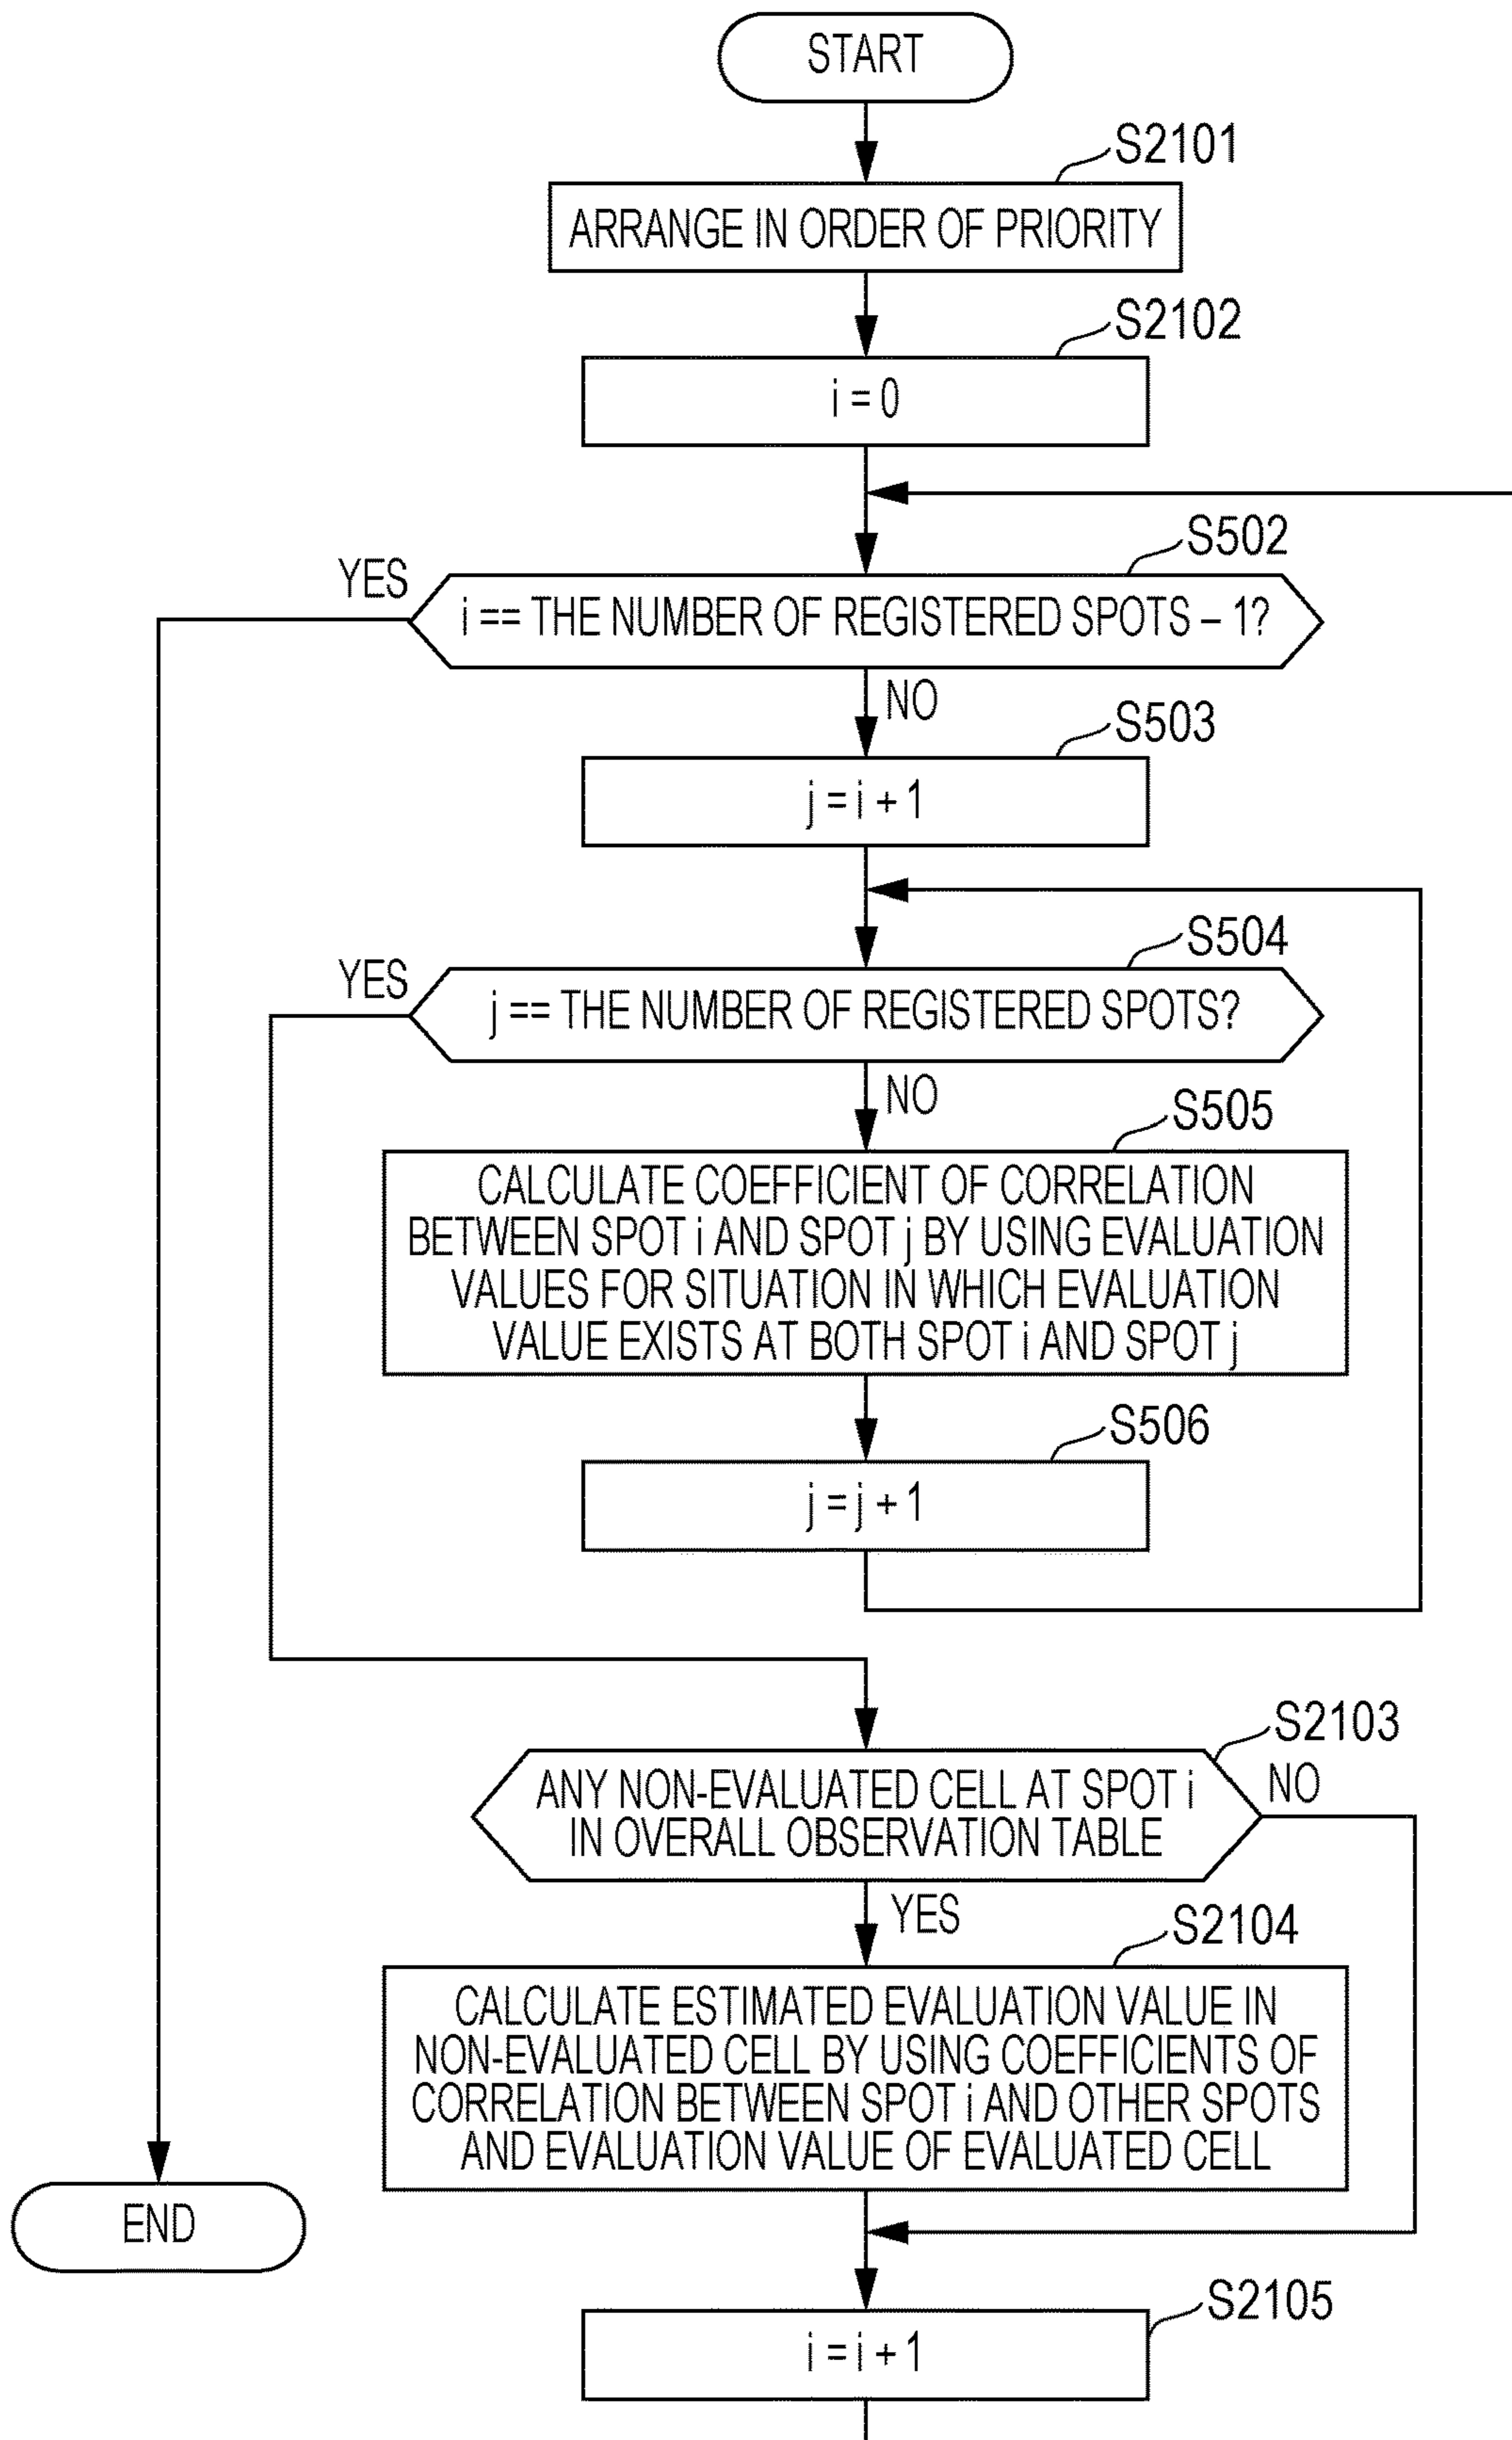 START
S2101
ARRANGE IN ORDER OF PRIORITY
S2102
i = 0
S502
YES
i == THE NUMBER OF REGISTERED SPOTS – 1?
NO
S503
j = i + 1
S504
YES
j == THE NUMBER OF REGISTERED SPOTS?
NO
S505
CALCULATE COEFFICIENT OF CORRELATION
BETWEEN SPOT i AND SPOT j BY USING EVALUATION
VALUES FOR SITUATION IN WHICH EVALUATION
VALUE EXISTS AT BOTH SPOT i AND SPOT j
S506
j = j + 1
S2103
ANY NON-EVALUATED CELL AT SPOT i
IN OVERALL OBSERVATION TABLE
NO
YES
S2104
CALCULATE ESTIMATED EVALUATION VALUE IN
NON-EVALUATED CELL BY USING COEFFICIENTS OF
CORRELATION BETWEEN SPOT i AND OTHER SPOTS
AND EVALUATION VALUE OF EVALUATED CELL
END
S2105
i = i + 1